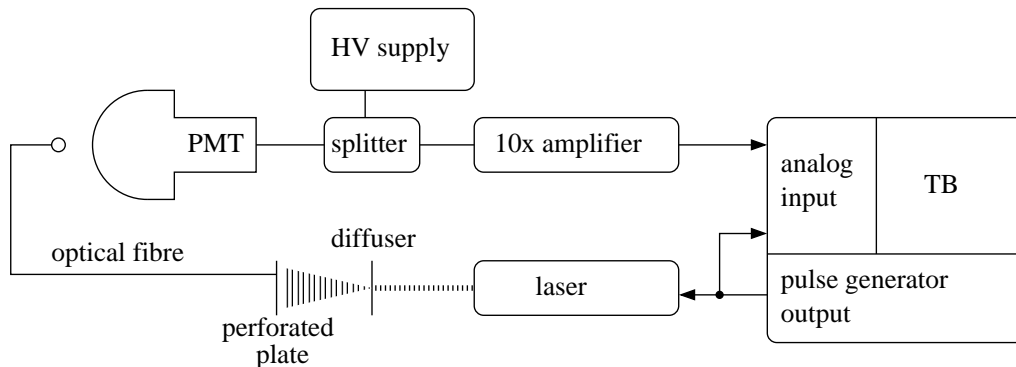 HV supply
PMT
splitter
10x amplifier
analog
input
TB
optical fibre
diffuser
laser
pulse generator
output
perforated
plate